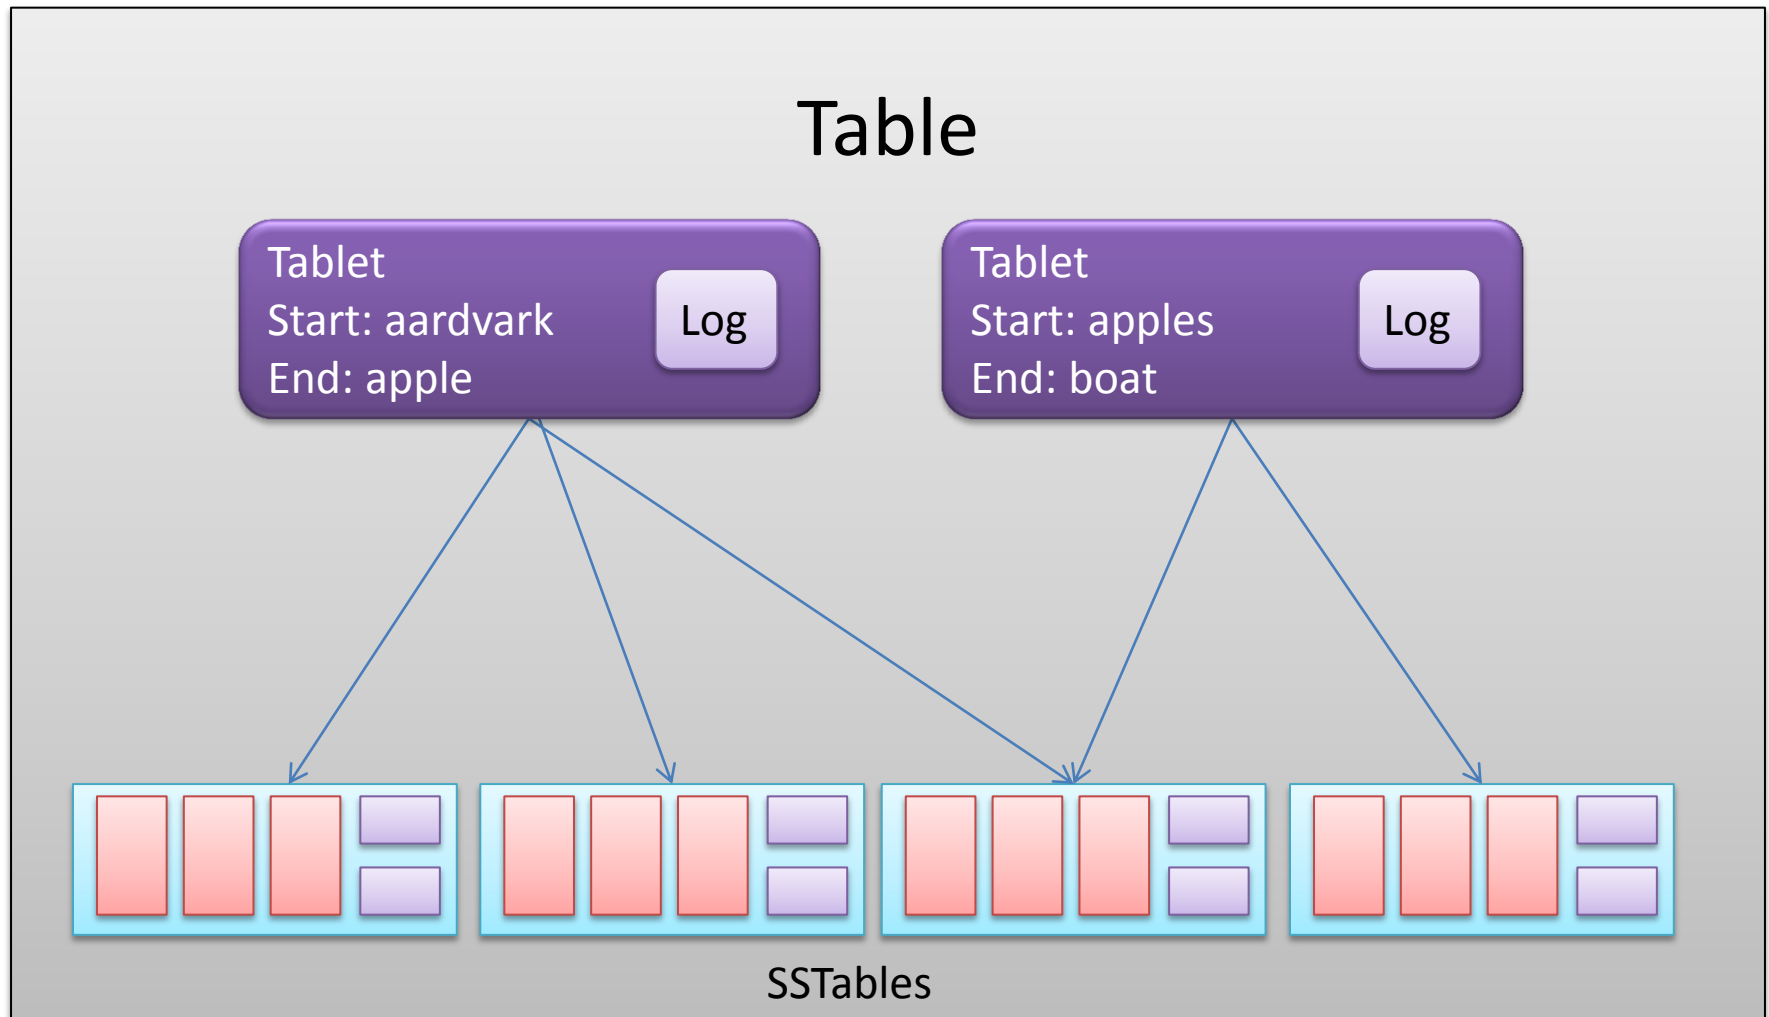 Table
Tablet
Start: aardvark
End: apple
Log
Tablet
Start: apples
End: boat
Log
SSTables